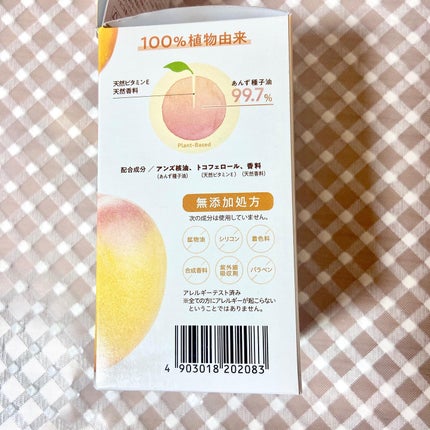 100%植物由来
天然ビタミンE
天然香料
あんず種子油
99.7%
Plant-Based
配合成分／アンズ核油、トコフェロール、香料
(あんず種子油) (天然ビタミンE) (天然香料)
無添加処方
次の成分は使用していません。
鉱物油 シリコン 着色料
合成香料 紫外線吸収剤 パラベン
アレルギーテスト済み
※全ての方にアレルギーが起こらない
ということではありません。
4 903018 202083